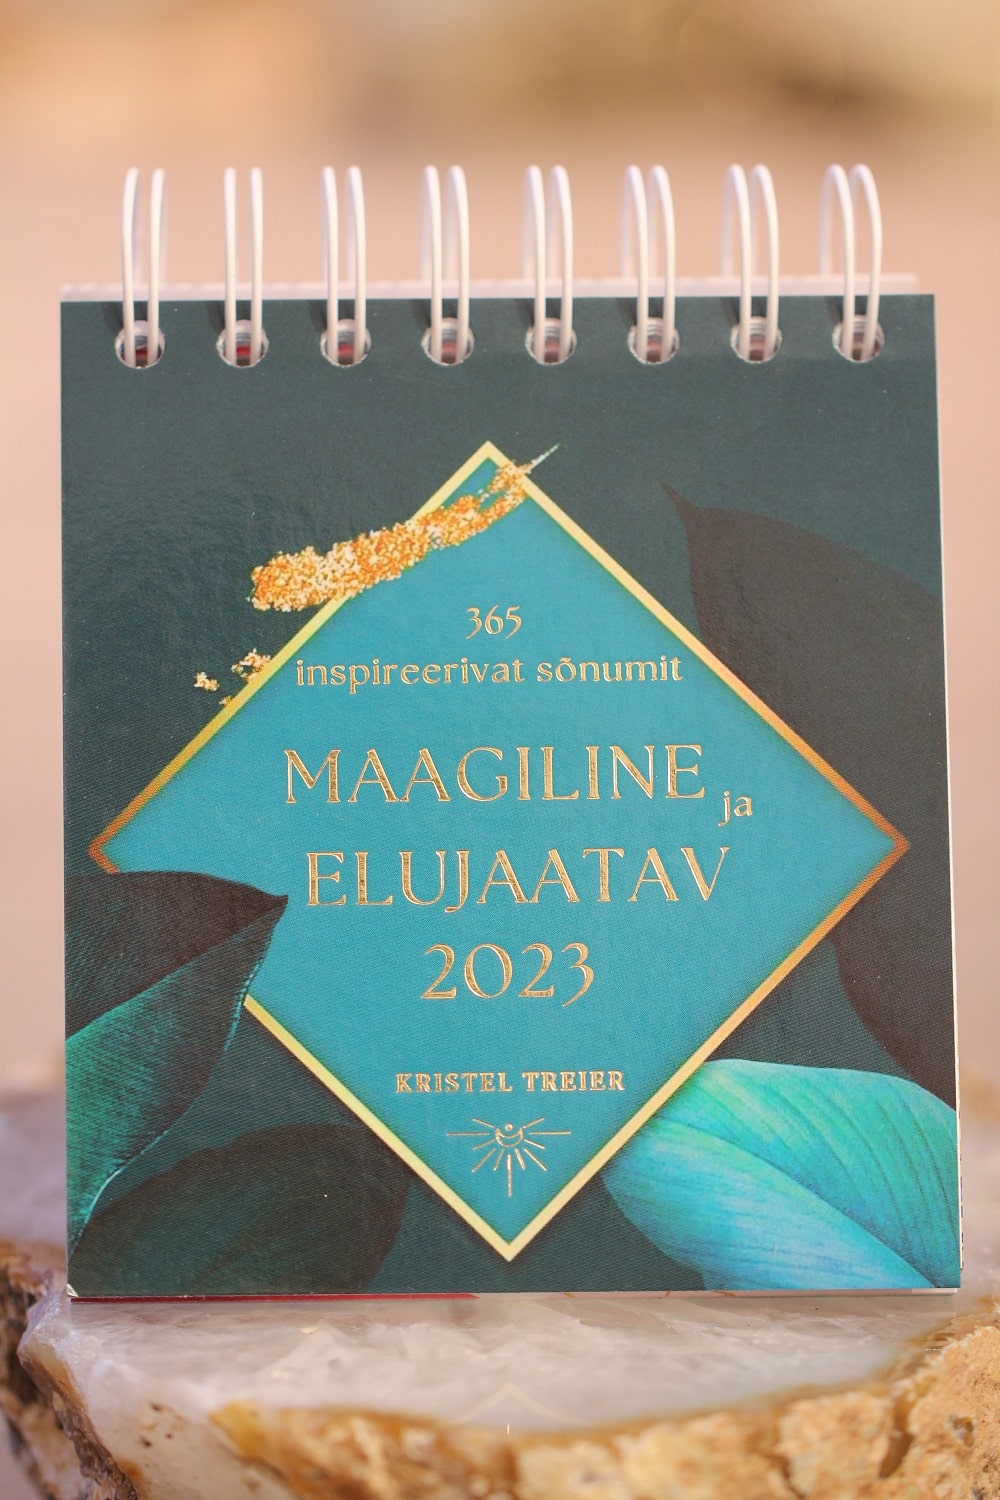 365
inspireerivat sõnumit
MAAGILINE ja
ELUJAATAV
2023
KRISTEL TREIER